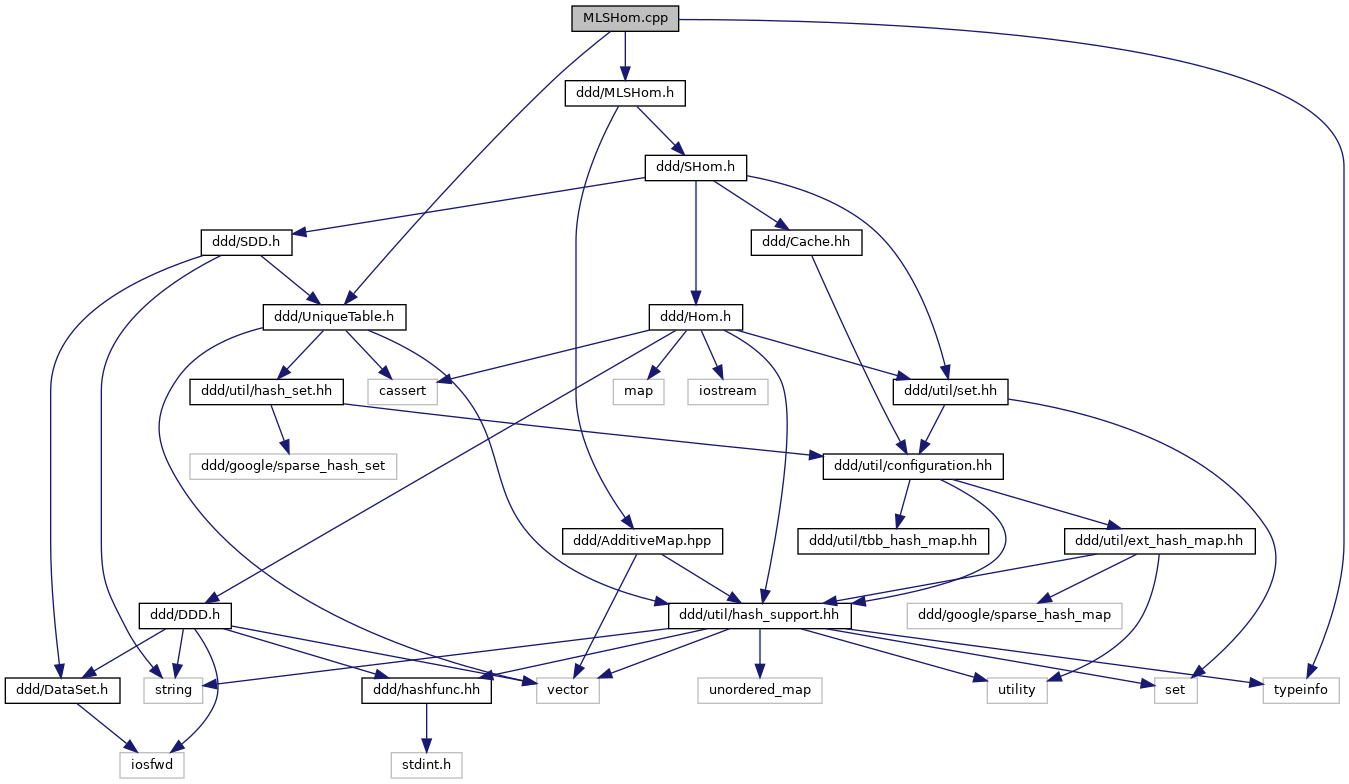 MLSHom.cpp
ddd/MLSHom.h
ddd/SHom.h
ddd/SDD.h
ddd/Cache.hh
ddd/UniqueTable.h
ddd/Hom.h
ddd/util/hash_set.hh
cassert
map
iostream
ddd/util/set.hh
ddd/google/sparse_hash_set
ddd/util/configuration.hh
ddd/AdditiveMap.hpp
ddd/util/tbb_hash_map.hh
ddd/util/ext_hash_map.hh
ddd/DDD.h
ddd/util/hash_support.hh
ddd/google/sparse_hash_map
ddd/DataSet.h
string
ddd/hashfunc.hh
vector
unordered_map
utility
set
typeinfo
iosfwd
stdint.h